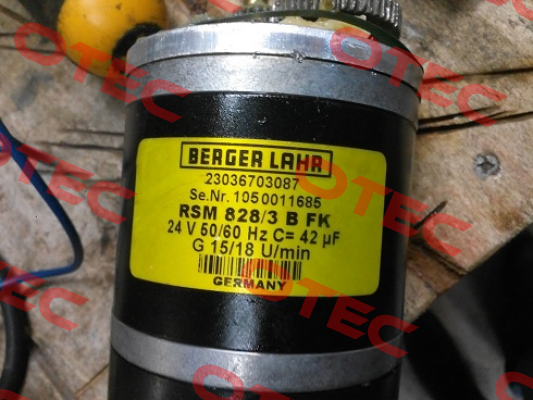 BERGER LAHR
23036703087
Se.Nr. 1050011685
RSM 828/3 B FK
24 V 50/60 Hz C= 42 µF
G 15/18 U/min
GERMANY
OTEC
OTEC
OTEC
OTEC
OTEC
OTEC
OTEC
OTEC